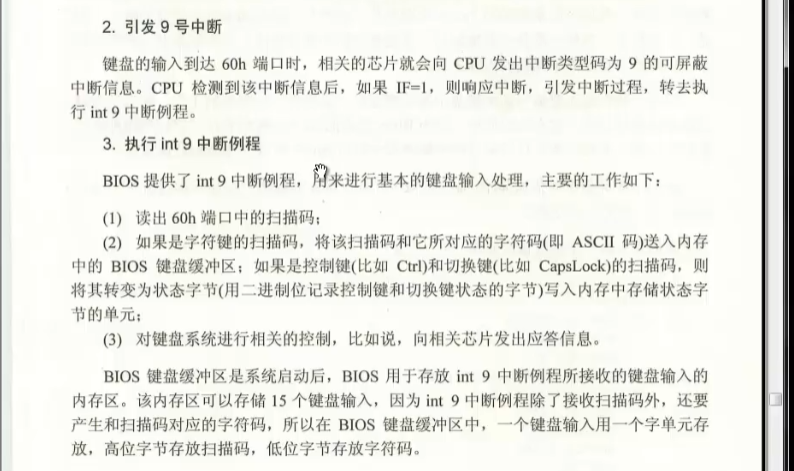 2. 引发 9 号中断
键盘的输入到达 60h 端口时，相关的芯片就会向 CPU 发出中断类型码为 9 的可屏蔽
中断信息。CPU 检测到该中断信息后，如果 IF=1，则响应中断，引发中断过程，转去执
行 int 9 中断例程。
3. 执行 int 9 中断例程
BIOS 提供了 int 9 中断例程，用来进行基本的键盘输入处理，主要的工作如下：
(1) 读出 60h 端口中的扫描码；
(2) 如果是字符键的扫描码，将该扫描码和它所对应的字符码(即 ASCII 码)送入内存
中的 BIOS 键盘缓冲区；如果是控制键(比如 Ctrl)和切换键(比如 CapsLock)的扫描码，则
将其转变为状态字节(用二进制位记录控制键和切换键状态的字节)写入内存中存储状态字
节的单元；
(3) 对键盘系统进行相关的控制，比如说，向相关芯片发出应答信息。
BIOS 键盘缓冲区是系统启动后，BIOS 用于存放 int 9 中断例程所接收的键盘输入的
内存区。该内存区可以存储 15 个键盘输入，因为 int 9 中断例程除了接收扫描码外，还要
产生和扫描码对应的字符码，所以在 BIOS 键盘缓冲区中，一个键盘输入用一个字单元存
放，高位字节存放扫描码，低位字节存放字符码。